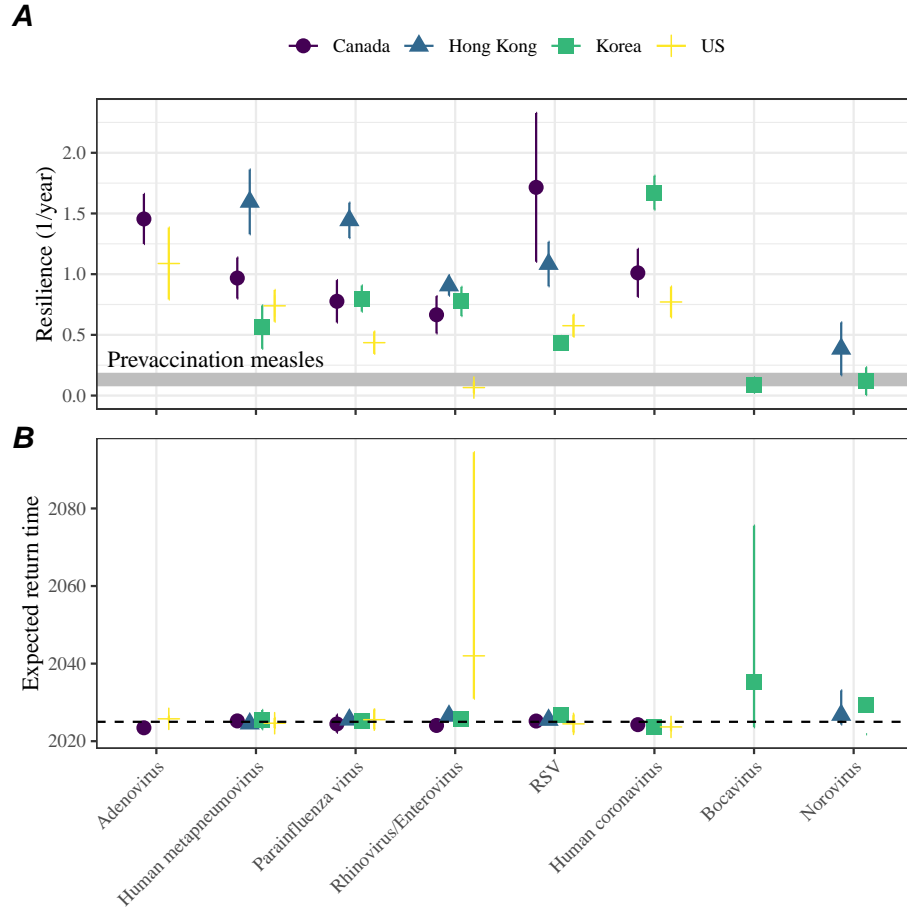 A
Canada Hong Kong Korea US
Resilience (1/year)
2.0
1.5
1.0
0.5
0.0
Prevaccination measles
B
Expected return time
2080
2060
2040
2020
Adenovirus
Human metapneumovirus
Parainfluenza virus
Rhinovirus/Enterovirus
RSV
Human coronavirus
Bocavirus
Norovirus